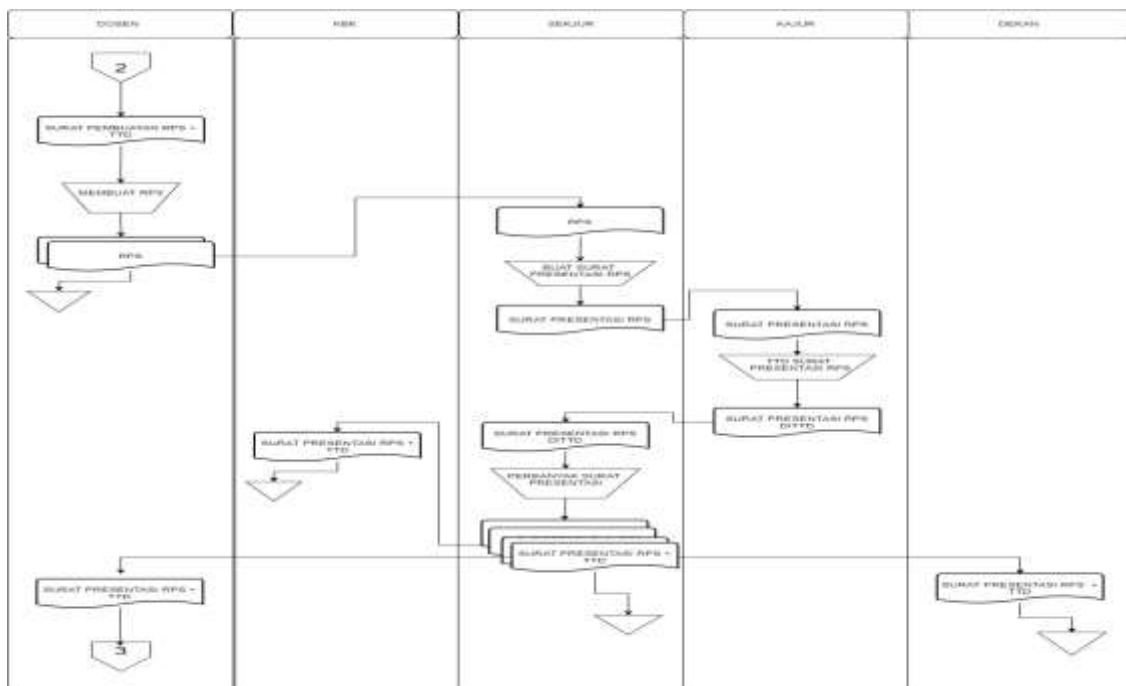 DOSEN
KBK
SEKJUR
KAJUR
DEKAN
2
SURAT PEMBUATAN RPS +
TTD
MEMBUAT RPS
RPS
RPS
BUAT SURAT
PRESENTASI RPS
SURAT PRESENTASI RPS
SURAT PRESENTASI RPS
TTD SURAT
PRESENTASI RPS
SURAT PRESENTASI RPS
DITTD
SURAT PRESENTASI RPS
DITTD
SURAT PRESENTASI RPS +
TTD
PERBANYAK SURAT
PRESENTASI
SURAT PRESENTASI RPS +
TTD
SURAT PRESENTASI RPS +
TTD
SURAT PRESENTASI RPS +
TTD
3